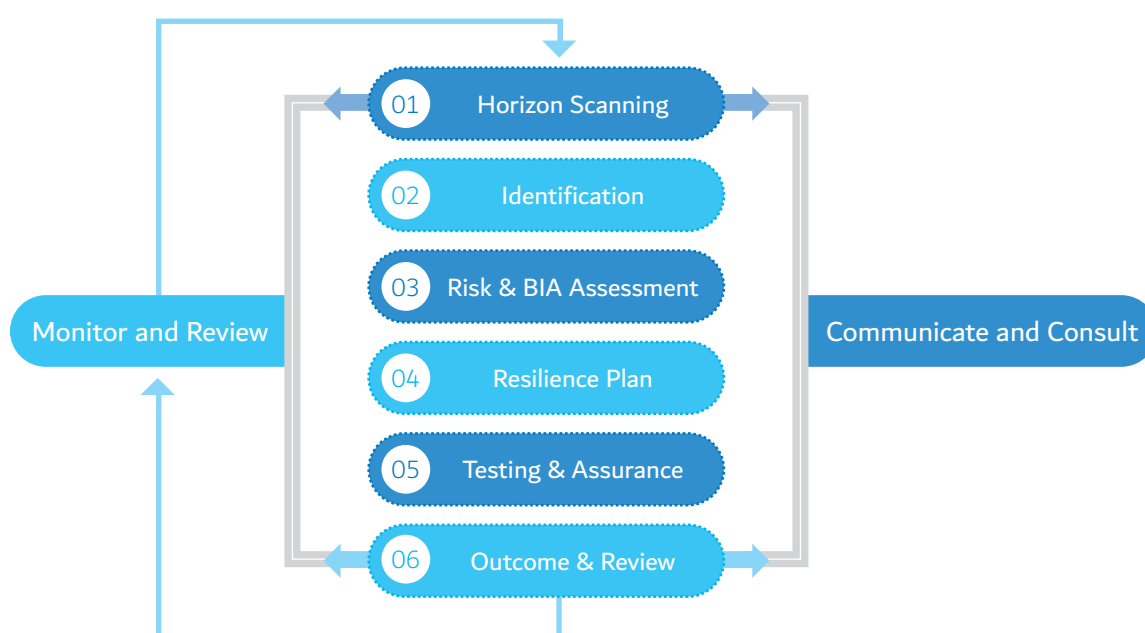 01 Horizon Scanning
02 Identification
03 Risk & BIA Assessment
Monitor and Review
Communicate and Consult
04 Resilience Plan
05 Testing & Assurance
06 Outcome & Review